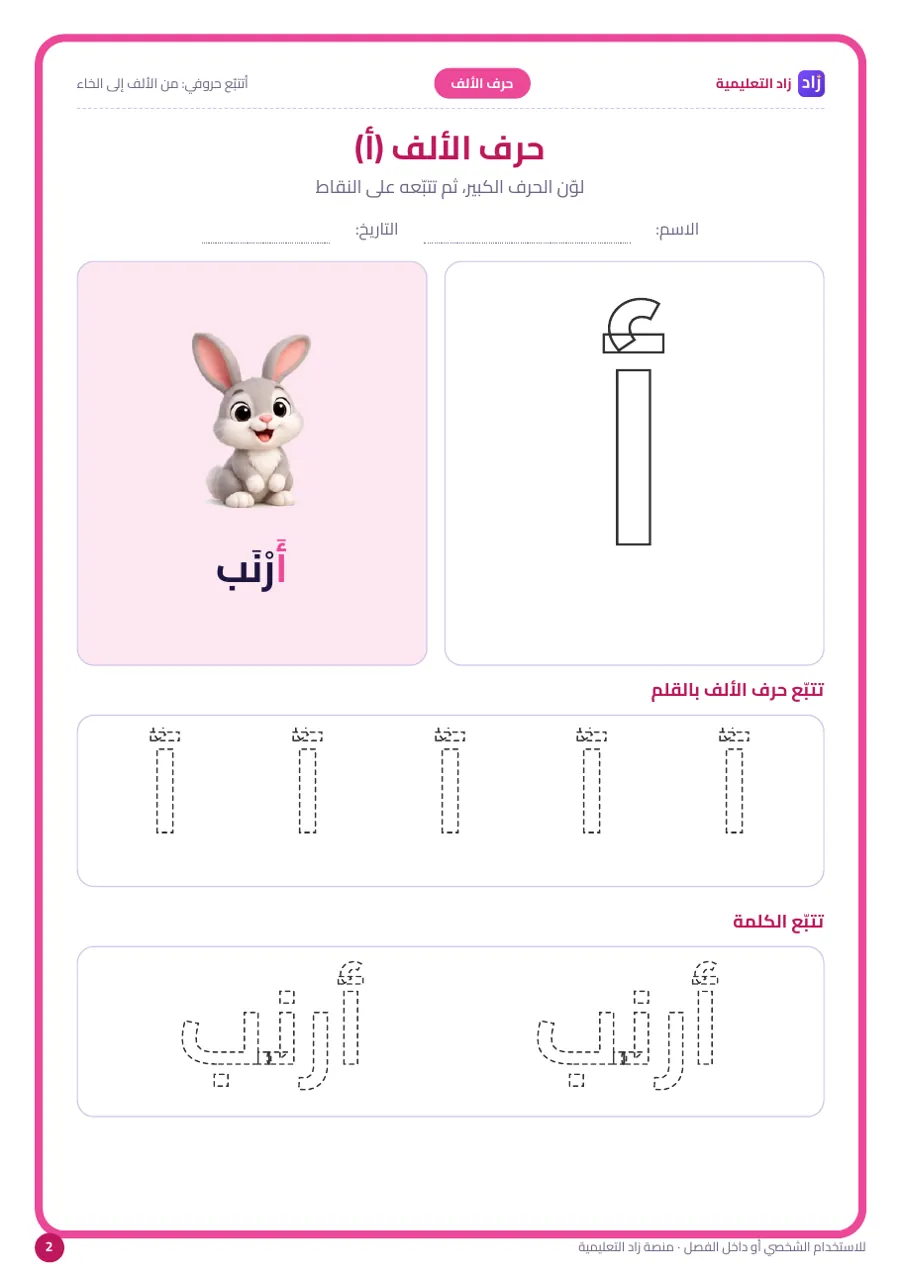 زاد زاد التعليمية
حرف الألف
أتتبّع حروفي: من الألف إلى الخاء
حرف الألف (أ)
لوّن الحرف الكبير، ثم تتبّعه على النقاط
الاسم: التاريخ:
أ
أَرْنَب
تتبّع حرف الألف بالقلم
أ أ أ أ أ
تتبّع الكلمة
أرنب أرنب
للاستخدام الشخصي أو داخل الفصل · منصة زاد التعليمية
2